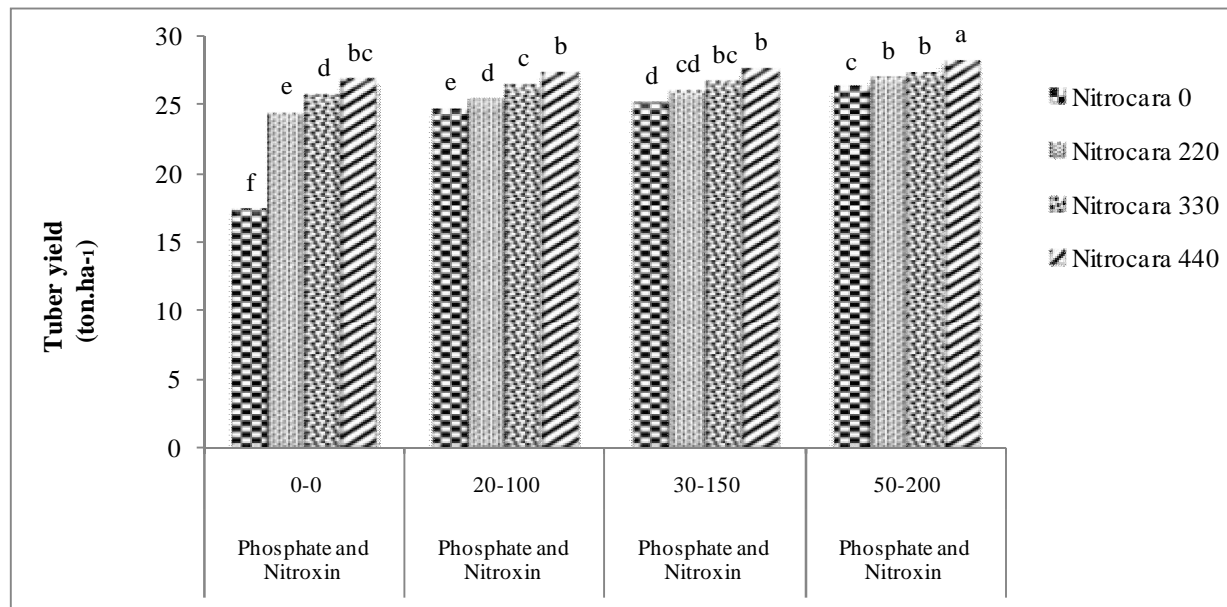 Tuber yield
(ton.ha-1)
30
25
20
15
10
5
0
f
e
d
bc
e
d
c
b
d
cd
bc
b
c
b
b
a
0-0
20-100
30-150
50-200
Phosphate and
Nitroxin
Phosphate and
Nitroxin
Phosphate and
Nitroxin
Phosphate and
Nitroxin
Nitrocara 0
Nitrocara 220
Nitrocara 330
Nitrocara 440